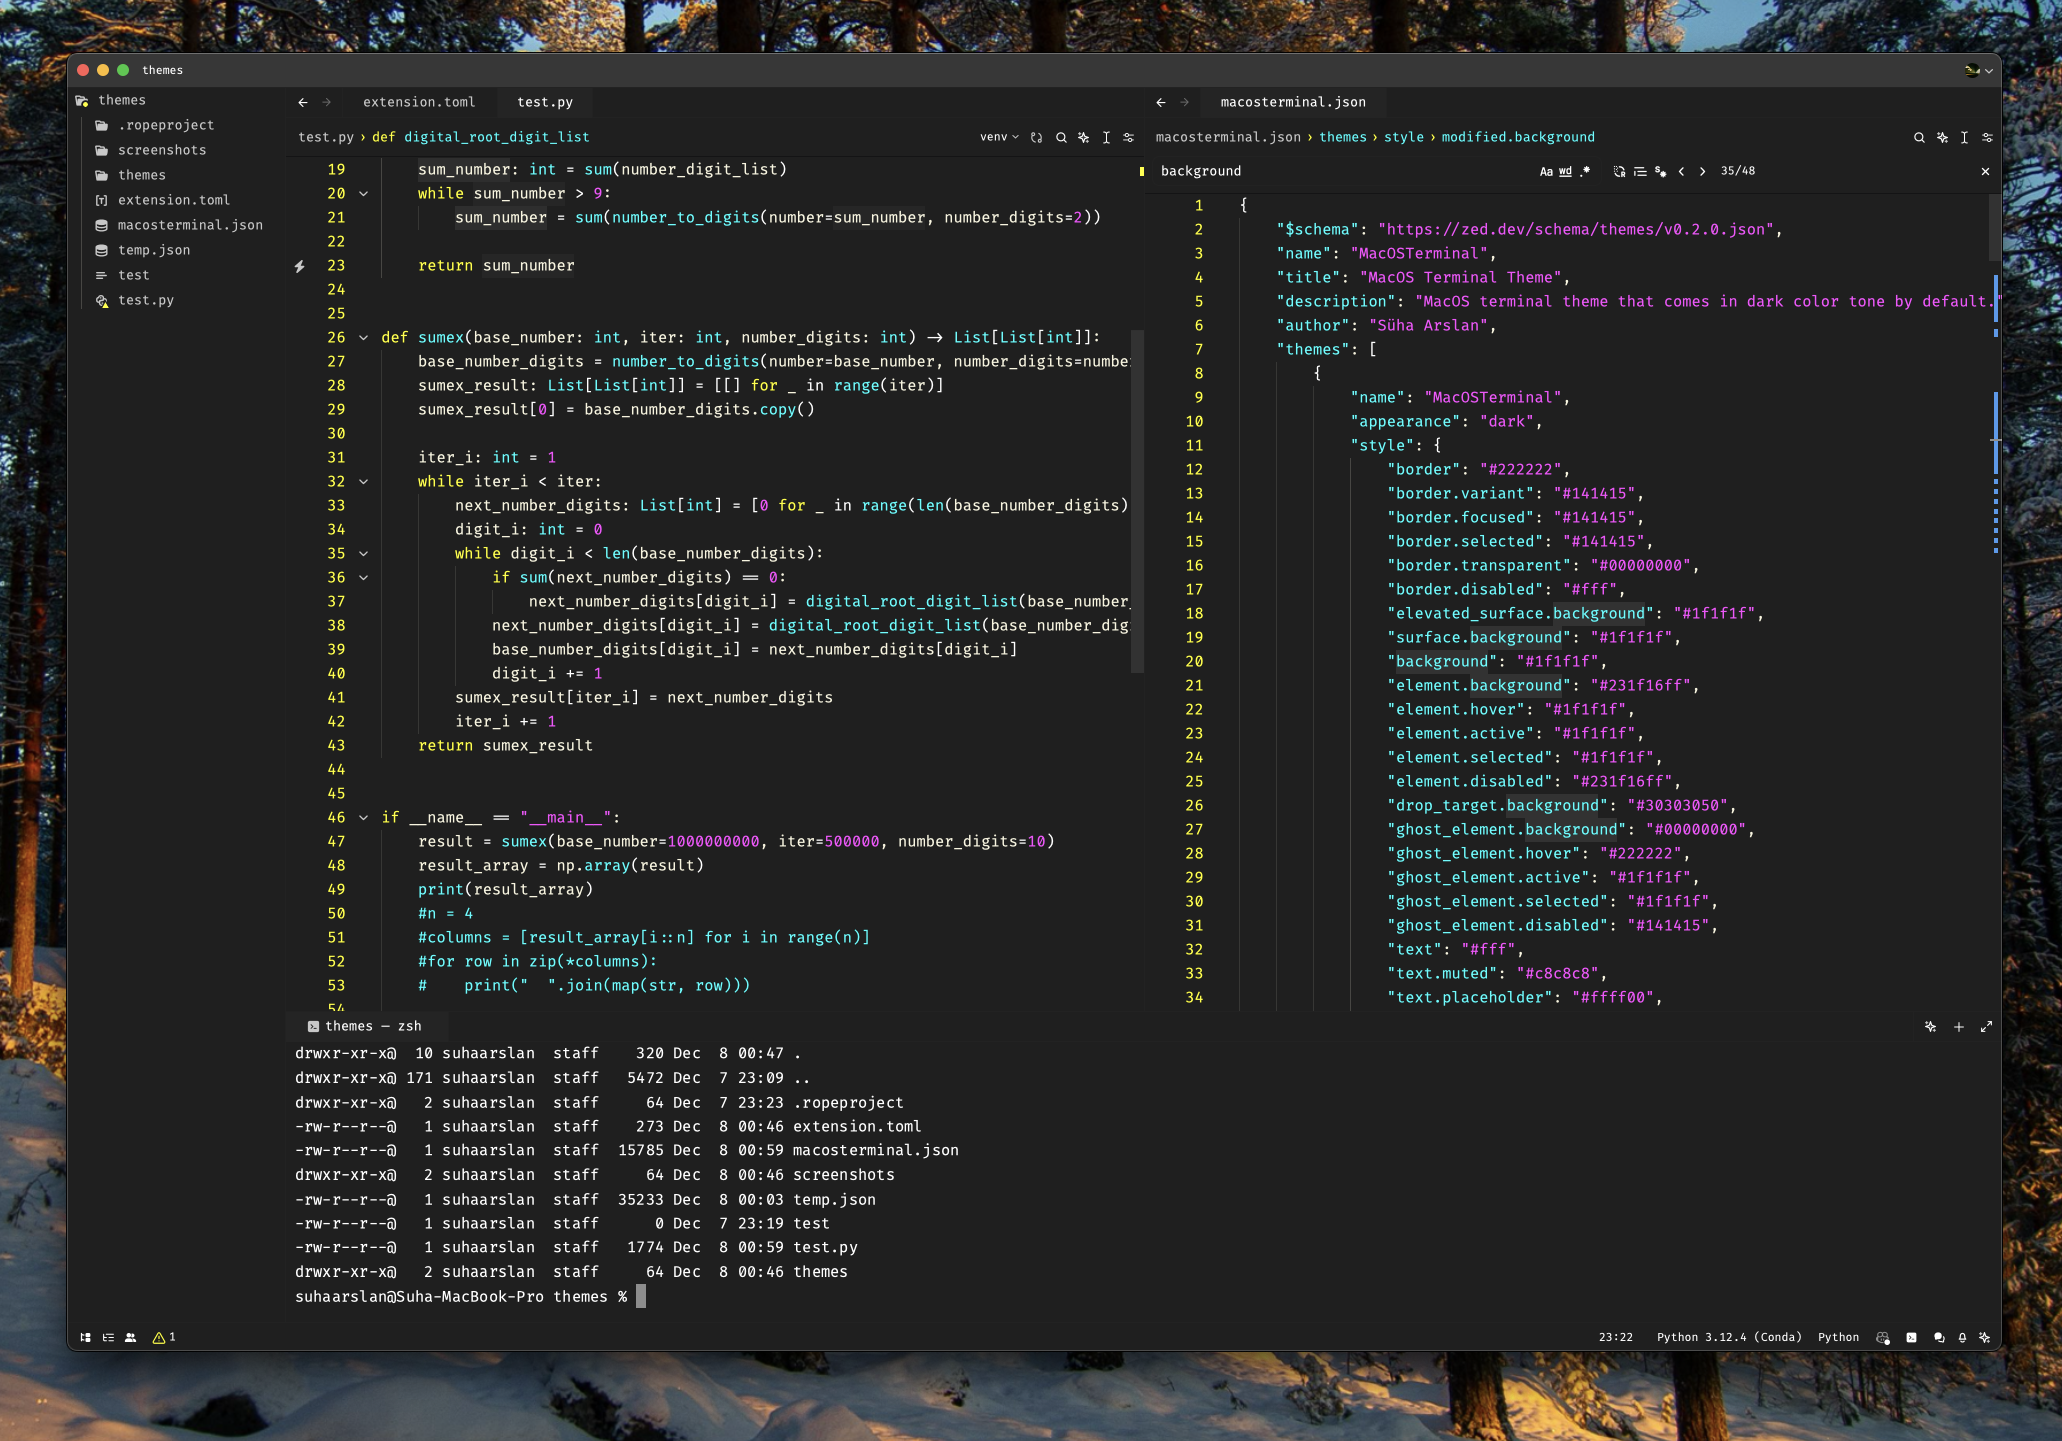 themes
themes
.ropeproject
screenshots
themes
extension.toml
macosterminal.json
temp.json
test
test.py
extension.toml
test.py
test.py › def digital_root_digit_list
venv
19 sum_number: int = sum(number_digit_list)
20 while sum_number > 9:
21 sum_number = sum(number_to_digits(number=sum_number, number_digits=2))
22
23 return sum_number
24
25
26 def sumex(base_number: int, iter: int, number_digits: int) -> List[List[int]]:
27 base_number_digits = number_to_digits(number=base_number, number_digits=numbe
28 sumex_result: List[List[int]] = [[] for _ in range(iter)]
29 sumex_result[0] = base_number_digits.copy()
30
31 iter_i: int = 1
32 while iter_i < iter:
33 next_number_digits: List[int] = [0 for _ in range(len(base_number_digits)
34 digit_i: int = 0
35 while digit_i < len(base_number_digits):
36 if sum(next_number_digits) == 0:
37 next_number_digits[digit_i] = digital_root_digit_list(base_number_
38 next_number_digits[digit_i] = digital_root_digit_list(base_number_dig
39 base_number_digits[digit_i] = next_number_digits[digit_i]
40 digit_i += 1
41 sumex_result[iter_i] = next_number_digits
42 iter_i += 1
43 return sumex_result
44
45
46 if __name__ == "__main__":
47 result = sumex(base_number=1000000000, iter=500000, number_digits=10)
48 result_array = np.array(result)
49 print(result_array)
50 #n = 4
51 #columns = [result_array[i::n] for i in range(n)]
52 #for row in zip(*columns):
53 #    print("  ".join(map(str, row)))
54
macosterminal.json
macosterminal.json › themes › style › modified.background
background
Aa wd .* 35/48
1 {
2 "$schema": "https://zed.dev/schema/themes/v0.2.0.json",
3 "name": "MacOSTerminal",
4 "title": "MacOS Terminal Theme",
5 "description": "MacOS terminal theme that comes in dark color tone by default."
6 "author": "Süha Arslan",
7 "themes": [
8 {
9 "name": "MacOSTerminal",
10 "appearance": "dark",
11 "style": {
12 "border": "#222222",
13 "border.variant": "#141415",
14 "border.focused": "#141415",
15 "border.selected": "#141415",
16 "border.transparent": "#00000000",
17 "border.disabled": "#fff",
18 "elevated_surface.background": "#1f1f1f",
19 "surface.background": "#1f1f1f",
20 "background": "#1f1f1f",
21 "element.background": "#231f16ff",
22 "element.hover": "#1f1f1f",
23 "element.active": "#1f1f1f",
24 "element.selected": "#1f1f1f",
25 "element.disabled": "#231f16ff",
26 "drop_target.background": "#30303050",
27 "ghost_element.background": "#00000000",
28 "ghost_element.hover": "#222222",
29 "ghost_element.active": "#1f1f1f",
30 "ghost_element.selected": "#1f1f1f",
31 "ghost_element.disabled": "#141415",
32 "text": "#fff",
33 "text.muted": "#c8c8c8",
34 "text.placeholder": "#ffff00",
themes — zsh
drwxr-xr-x@  10 suhaarslan  staff    320 Dec  8 00:47 .
drwxr-xr-x@ 171 suhaarslan  staff   5472 Dec  7 23:09 ..
drwxr-xr-x@   2 suhaarslan  staff     64 Dec  7 23:23 .ropeproject
-rw-r--r--@   1 suhaarslan  staff    273 Dec  8 00:46 extension.toml
-rw-r--r--@   1 suhaarslan  staff  15785 Dec  8 00:59 macosterminal.json
drwxr-xr-x@   2 suhaarslan  staff     64 Dec  8 00:46 screenshots
-rw-r--r--@   1 suhaarslan  staff  35233 Dec  8 00:03 temp.json
-rw-r--r--@   1 suhaarslan  staff      0 Dec  7 23:19 test
-rw-r--r--@   1 suhaarslan  staff   1774 Dec  8 00:59 test.py
drwxr-xr-x@   2 suhaarslan  staff     64 Dec  8 00:46 themes
suhaarslan@Suha-MacBook-Pro themes %
1
23:22 Python 3.12.4 (Conda) Python